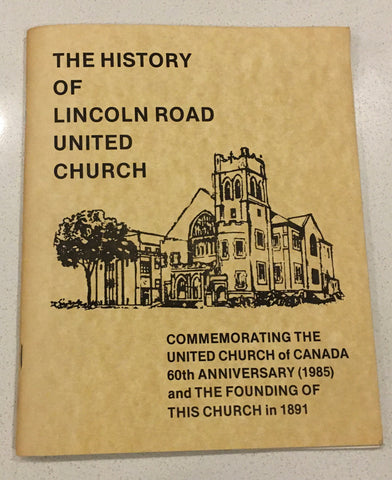 THE HISTORY
OF
LINCOLN ROAD
UNITED
CHURCH
COMMEMORATING THE
UNITED CHURCH of CANADA
60th ANNIVERSARY (1985)
and THE FOUNDING OF
THIS CHURCH in 1891